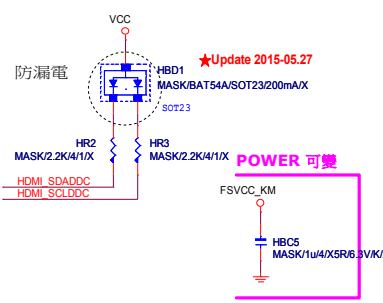 VCC
★Update 2015-05.27
防漏電
HBD1
MASK/BAT54A/SOT23/200mA/X
SOT23
HR2
MASK/2.2K/4/1/X
HR3
MASK/2.2K/4/1/X
POWER 可變
HDMI_SDADDC
HDMI_SCLDDC
FSVCC_KM
HBC5
MASK/1u/4/X5R/6.3V/K/